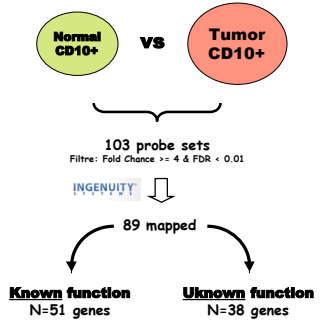 Normal
CD10+
VS
Tumor
CD10+
103 probe sets
Filtre: Fold Chance >= 4 & FDR < 0.01
INGENUITY
SYSTEMS
89 mapped
Known function
N=51 genes
Uknown function
N=38 genes